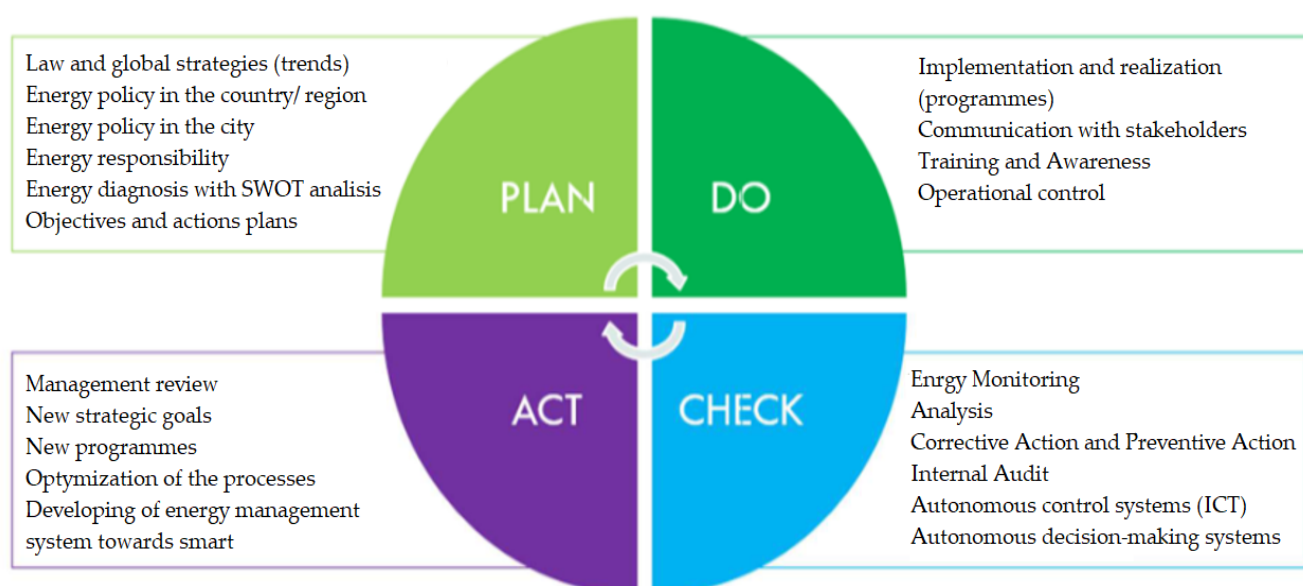 Law and global strategies (trends)
Energy policy in the country/ region
Energy policy in the city
Energy responsibility
Energy diagnosis with SWOT analisis
Objectives and actions plans
PLAN
DO
Implementation and realization
(programmes)
Communication with stakeholders
Training and Awareness
Operational control
Management review
New strategic goals
New programmes
Optymization of the processes
Developing of energy management
system towards smart
ACT
CHECK
Enrgy Monitoring
Analysis
Corrective Action and Preventive Action
Internal Audit
Autonomous control systems (ICT)
Autonomous decision-making systems